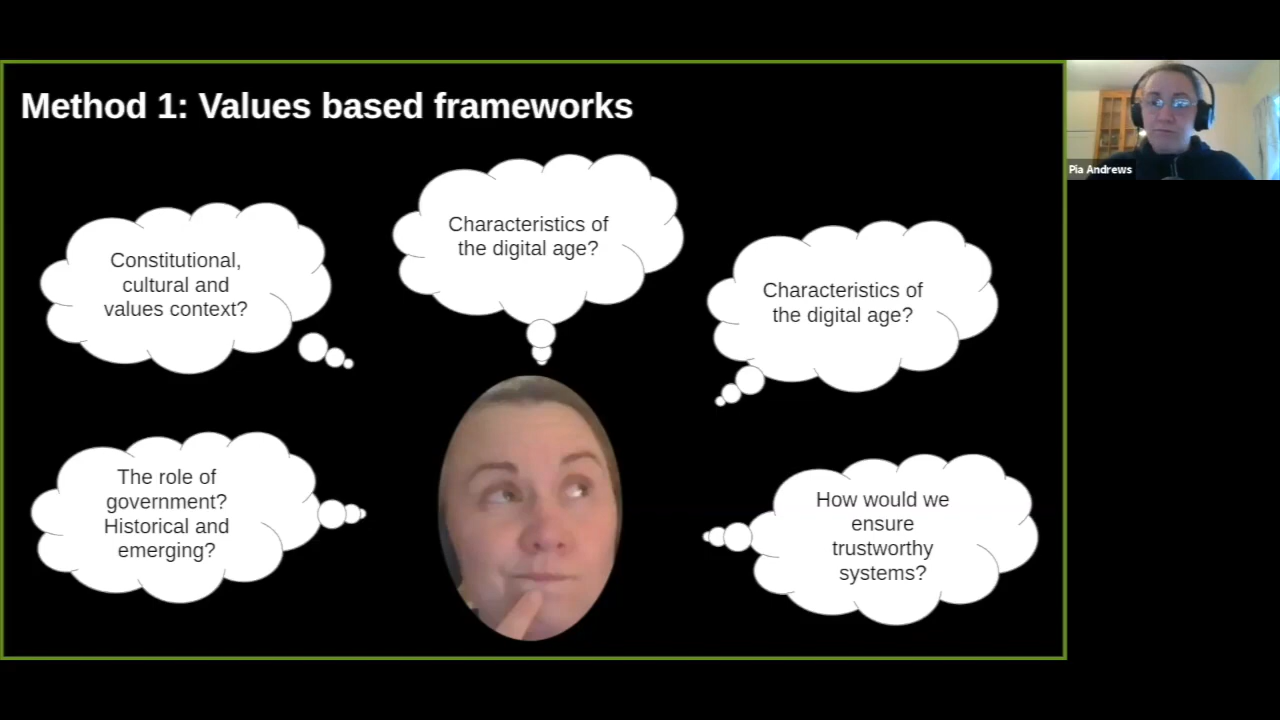 Method 1: Values based frameworks
Pia Andrews
Characteristics of
the digital age?
Constitutional,
cultural and
values context?
Characteristics of
the digital age?
The role of
government?
Historical and
emerging?
How would we
ensure
trustworthy
systems?